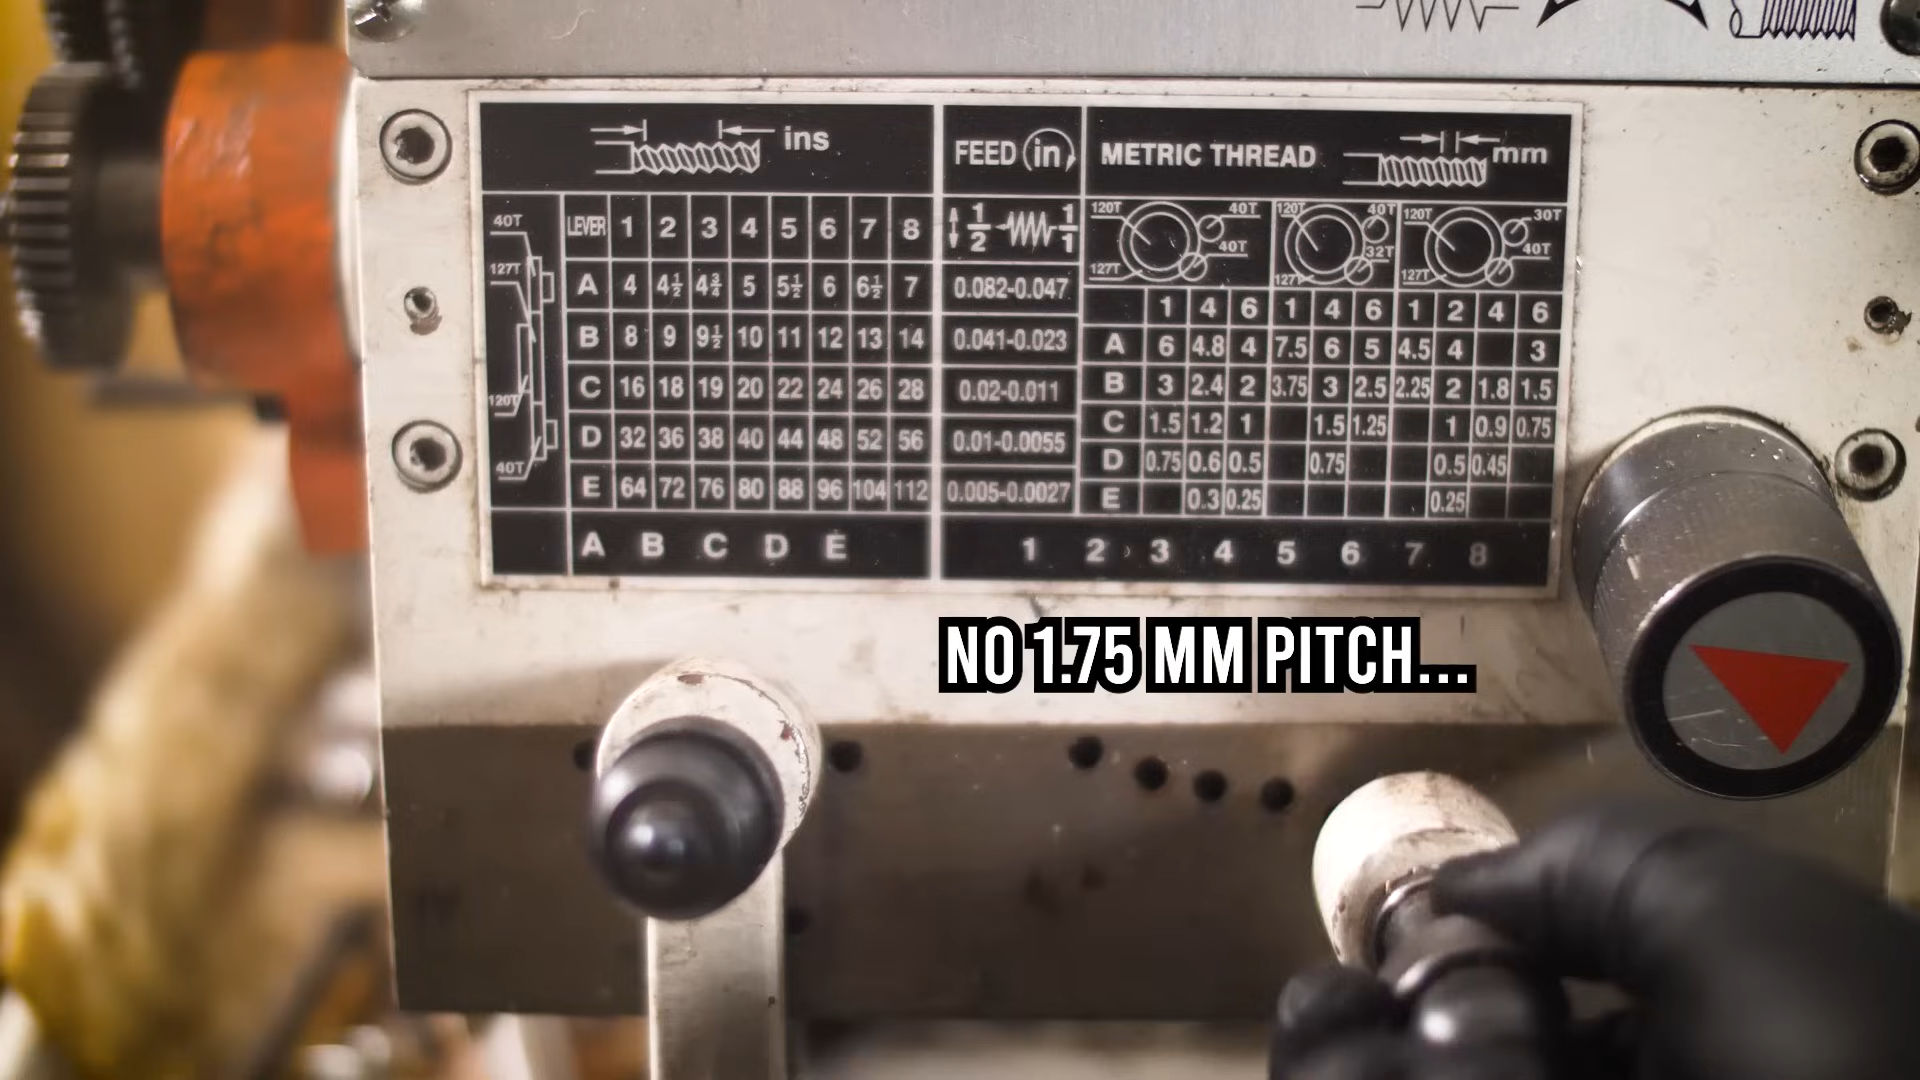 ins
40T
127T
120T
40T
LEVER 1 2 3 4 5 6 7 8
A 4 4½ 4¾ 5 5½ 6 6½ 7
B 8 9 9½ 10 11 12 13 14
C 16 18 19 20 22 24 26 28
D 32 36 38 40 44 48 52 56
E 64 72 76 80 88 96 104 112
A B C D E
FEED in
1/2 1/1
0.082-0.047
0.041-0.023
0.02-0.011
0.01-0.0055
0.005-0.0027
METRIC THREAD mm
120T 40T 40T 127T
120T 40T 32T 127T
120T 30T 40T 127T
1 4 6 1 4 6 1 2 4 6
A 6 4.8 4 7.5 6 5 4.5 4 3
B 3 2.4 2 3.75 3 2.5 2.25 2 1.8 1.5
C 1.5 1.2 1 1.5 1.25 1 0.9 0.75
D 0.75 0.6 0.5 0.75 0.5 0.45
E 0.3 0.25 0.25
1 2 3 4 5 6 7 8
NO 1.75 MM PITCH...